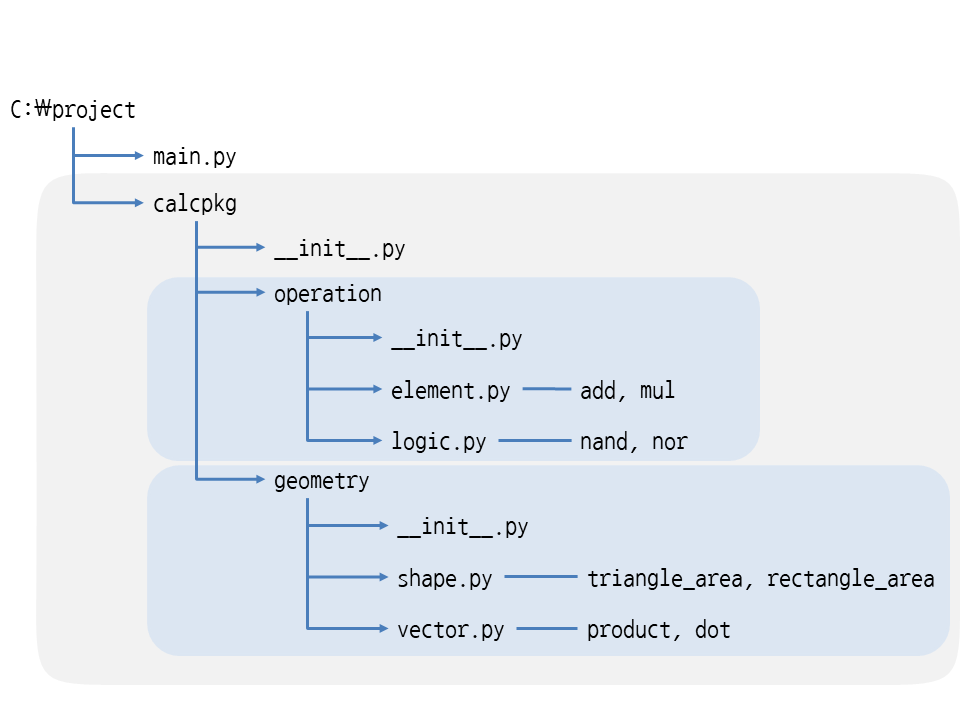 C:₩project
main.py
calcpkg
__init__.py
operation
__init__.py
element.py add, mul
logic.py nand, nor
geometry
__init__.py
shape.py triangle_area, rectangle_area
vector.py product, dot